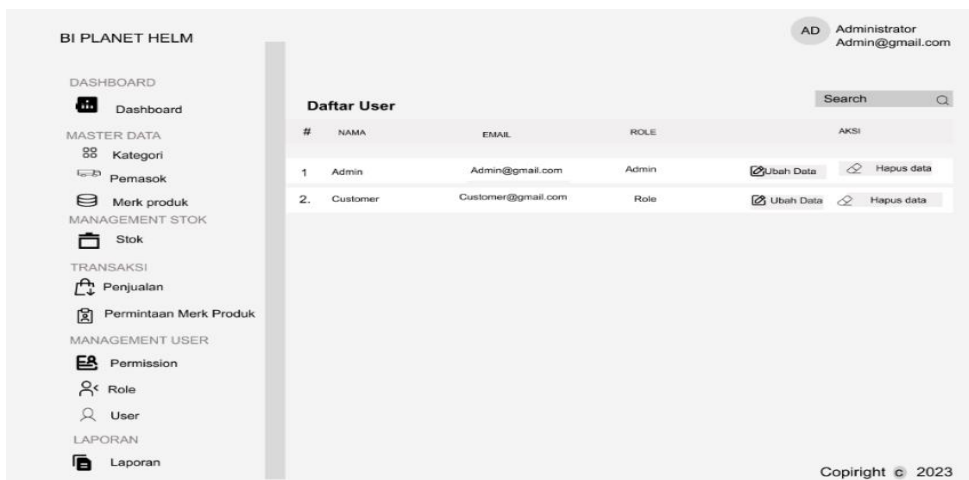 BI PLANET HELM
AD
Administrator
Admin@gmail.com
DASHBOARD
Dashboard
MASTER DATA
Kategori
Pemasok
Merk produk
MANAGEMENT STOK
Stok
TRANSAKSI
Penjualan
Permintaan Merk Produk
MANAGEMENT USER
Permission
Role
User
LAPORAN
Laporan
Search
Daftar User
# NAMA EMAIL ROLE AKSI
1 Admin Admin@gmail.com Admin Ubah Data Hapus data
2. Customer Customer@gmail.com Role Ubah Data Hapus data
Copiright c 2023